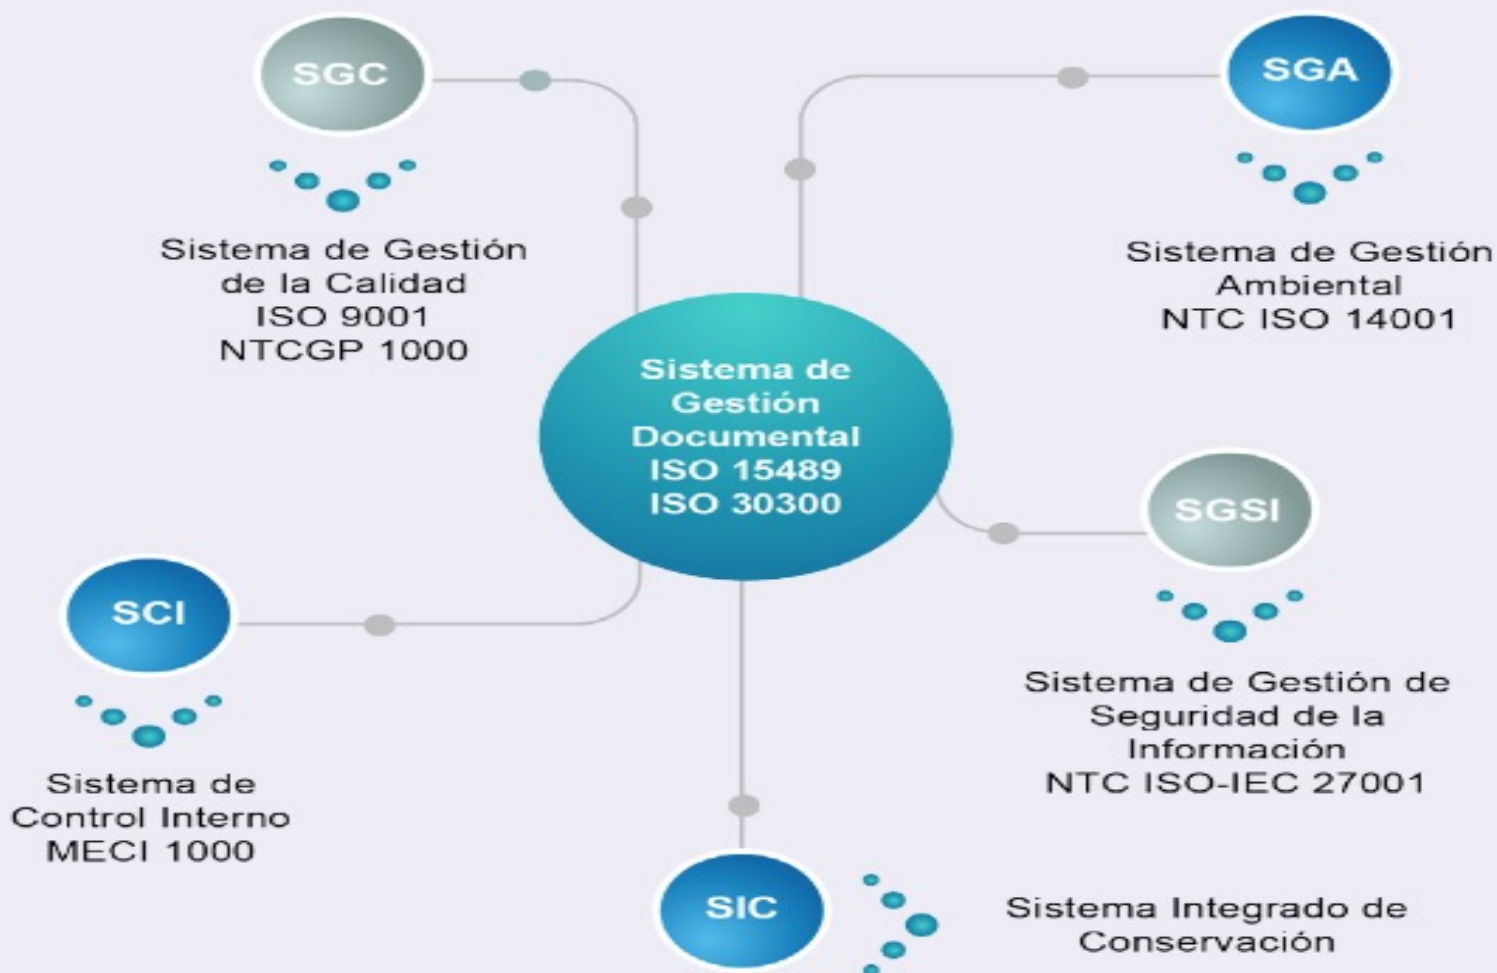 SGC
Sistema de Gestión
de la Calidad
ISO 9001
NTCGP 1000
SGA
Sistema de Gestión
Ambiental
NTC ISO 14001
Sistema de
Gestión
Documental
ISO 15489
ISO 30300
SGSI
Sistema de Gestión de
Seguridad de la
Información
NTC ISO-IEC 27001
SCI
Sistema de
Control Interno
MECI 1000
SIC
Sistema Integrado de
Conservación